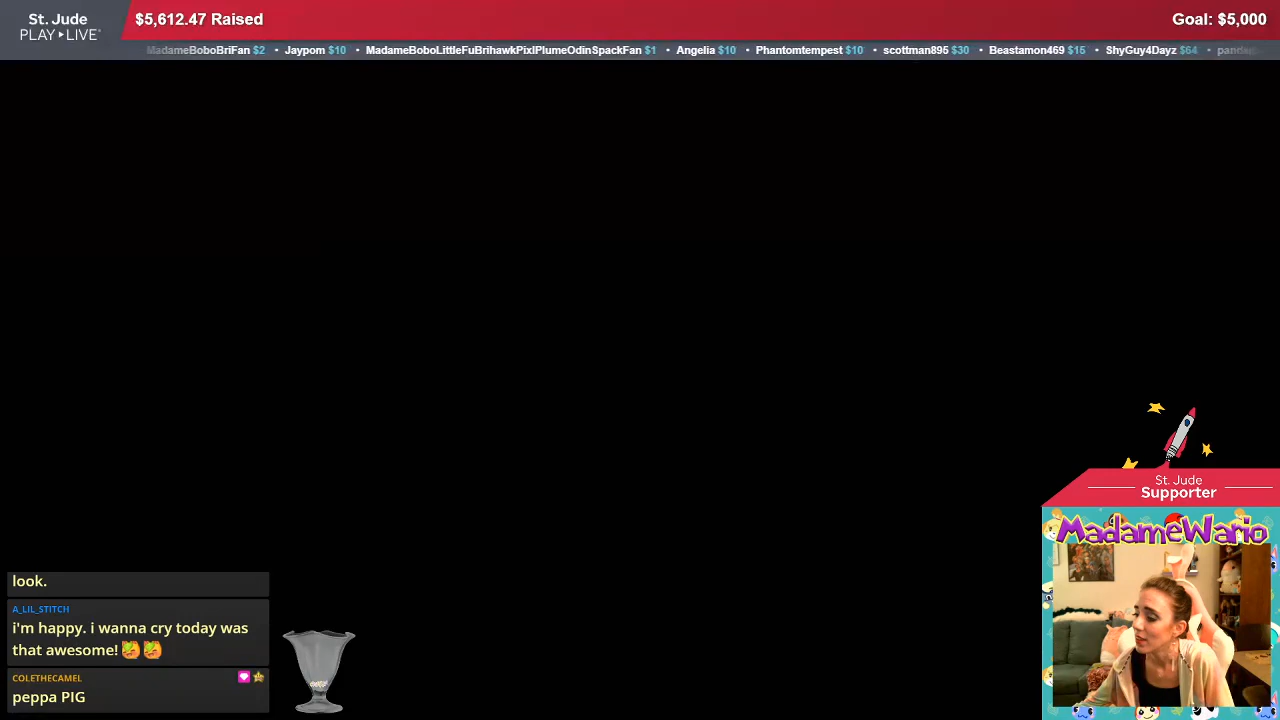 St. Jude
PLAY LIVE
$5,612.47 Raised
Goal: $5,000
MadameBoboBriFan $2 • Jaypom $10 • MadameBoboLittleFuBrihawkPixlPlumeOdinSpackFan $1 • Angelia $10 • Phantomtempest $10 • scottman895 $30 • Beastamon469 $15 • ShyGuy4Dayz $64 •
St. Jude
Supporter
MadameWario
look.
A_LIL_STITCH
i'm happy. i wanna cry today was
that awesome!
COLETHECAMEL
peppa PIG